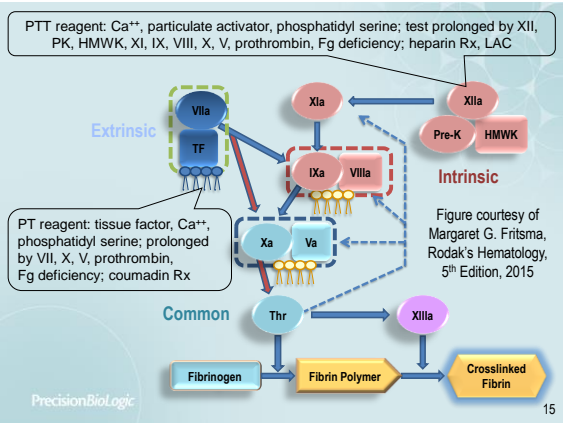 PTT reagent: Ca++, particulate activator, phosphatidyl serine; test prolonged by XII,
PK, HMWK, XI, IX, VIII, X, V, prothrombin, Fg deficiency; heparin Rx, LAC
Extrinsic
VIIa
TF
XIa
XIIa
Pre-K
HMWK
Intrinsic
IXa
VIIIa
PT reagent: tissue factor, Ca++,
phosphatidyl serine; prolonged
by VII, X, V, prothrombin,
Fg deficiency; coumadin Rx
Xa
Va
Figure courtesy of
Margaret G. Fritsma,
Rodak's Hematology,
5th Edition, 2015
Common
Thr
XIIIa
Fibrinogen
Fibrin Polymer
Crosslinked
Fibrin
PrecisionBioLogic
15